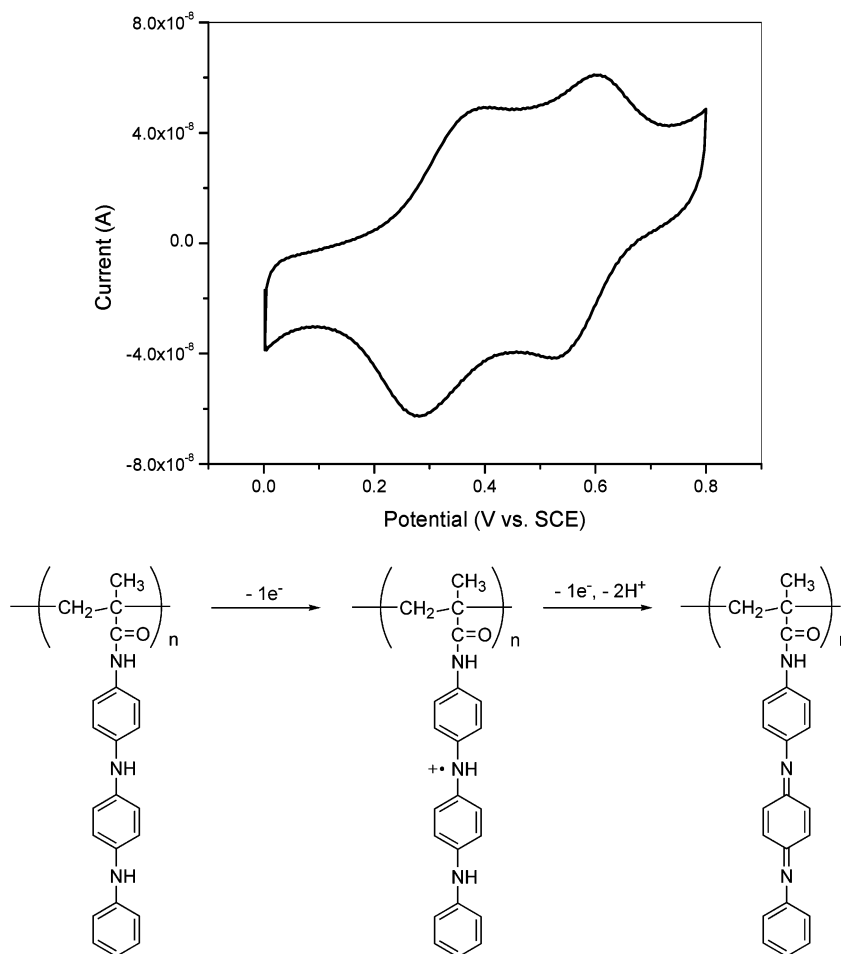 8.0x10⁻⁸
4.0x10⁻⁸
0.0
-4.0x10⁻⁸
-8.0x10⁻⁸
Current (A)
0.0 0.2 0.4 0.6 0.8
Potential (V vs. SCE)
CH₃ CH₃ CH₃
- 1e⁻ - 1e⁻, - 2H⁺
CH₂ C CH₂ C CH₂ C
C=O n C=O n C=O n
NH NH NH
NH +• NH N
NH NH N